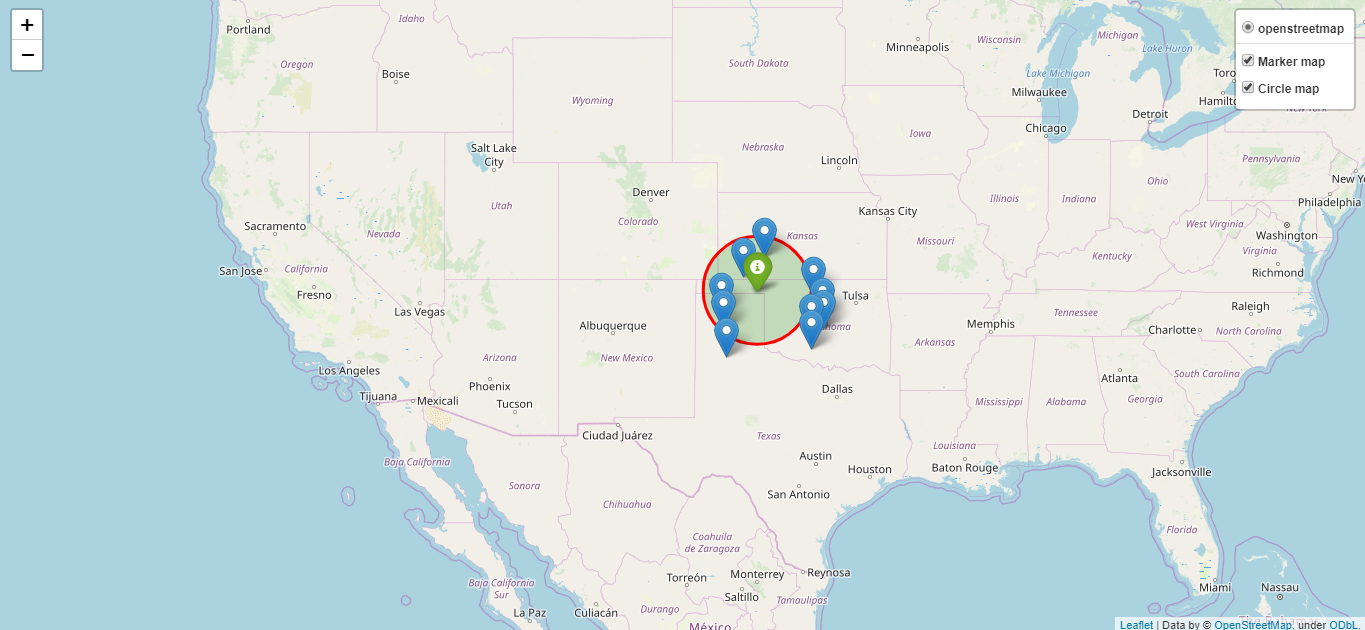 +
−
openstreetmap
Marker map
Circle map
Portland
Idaho
Oregon
Boise
Wyoming
South Dakota
Minneapolis
Wisconsin
Michigan
Lake Huron
Lake Michigan
Milwaukee
Toro
Hamilt
New York
Detroit
Chicago
Iowa
Salt Lake
City
Nebraska
Lincoln
Pennsylvania
New Y
Ohio
Philadelphia
Denver
Utah
Colorado
Illinois
Indiana
Kansas City
Kansas
Missouri
West Virginia
Washington
Virginia
Sacramento
Nevada
Kentucky
Richmond
San Jose
California
Fresno
Las Vegas
Tulsa
Albuquerque
homa
Memphis
Tennessee
Raleigh
Charlotte
North Carolina
Arkansas
Arizona
New Mexico
Los Angeles
Phoenix
Atlanta
South Carolina
Tijuana
Mexicali
Tucson
Dallas
Mississippi
Alabama
Georgia
Ciudad Juárez
Texas
Louisiana
Baja California
Austin
Houston
Baton Rouge
Jacksonville
Sonora
San Antonio
Chihuahua
Florida
Coahuila
de Zaragoza
Torreón
Monterrey
Reynosa
Baja California
Sur
Saltillo
Tamaulipas
Miami
Nassau
La Paz
Culiacán
Durango
México
The Bahamas
Leaflet | Data by © OpenStreetMap, under ODbL.